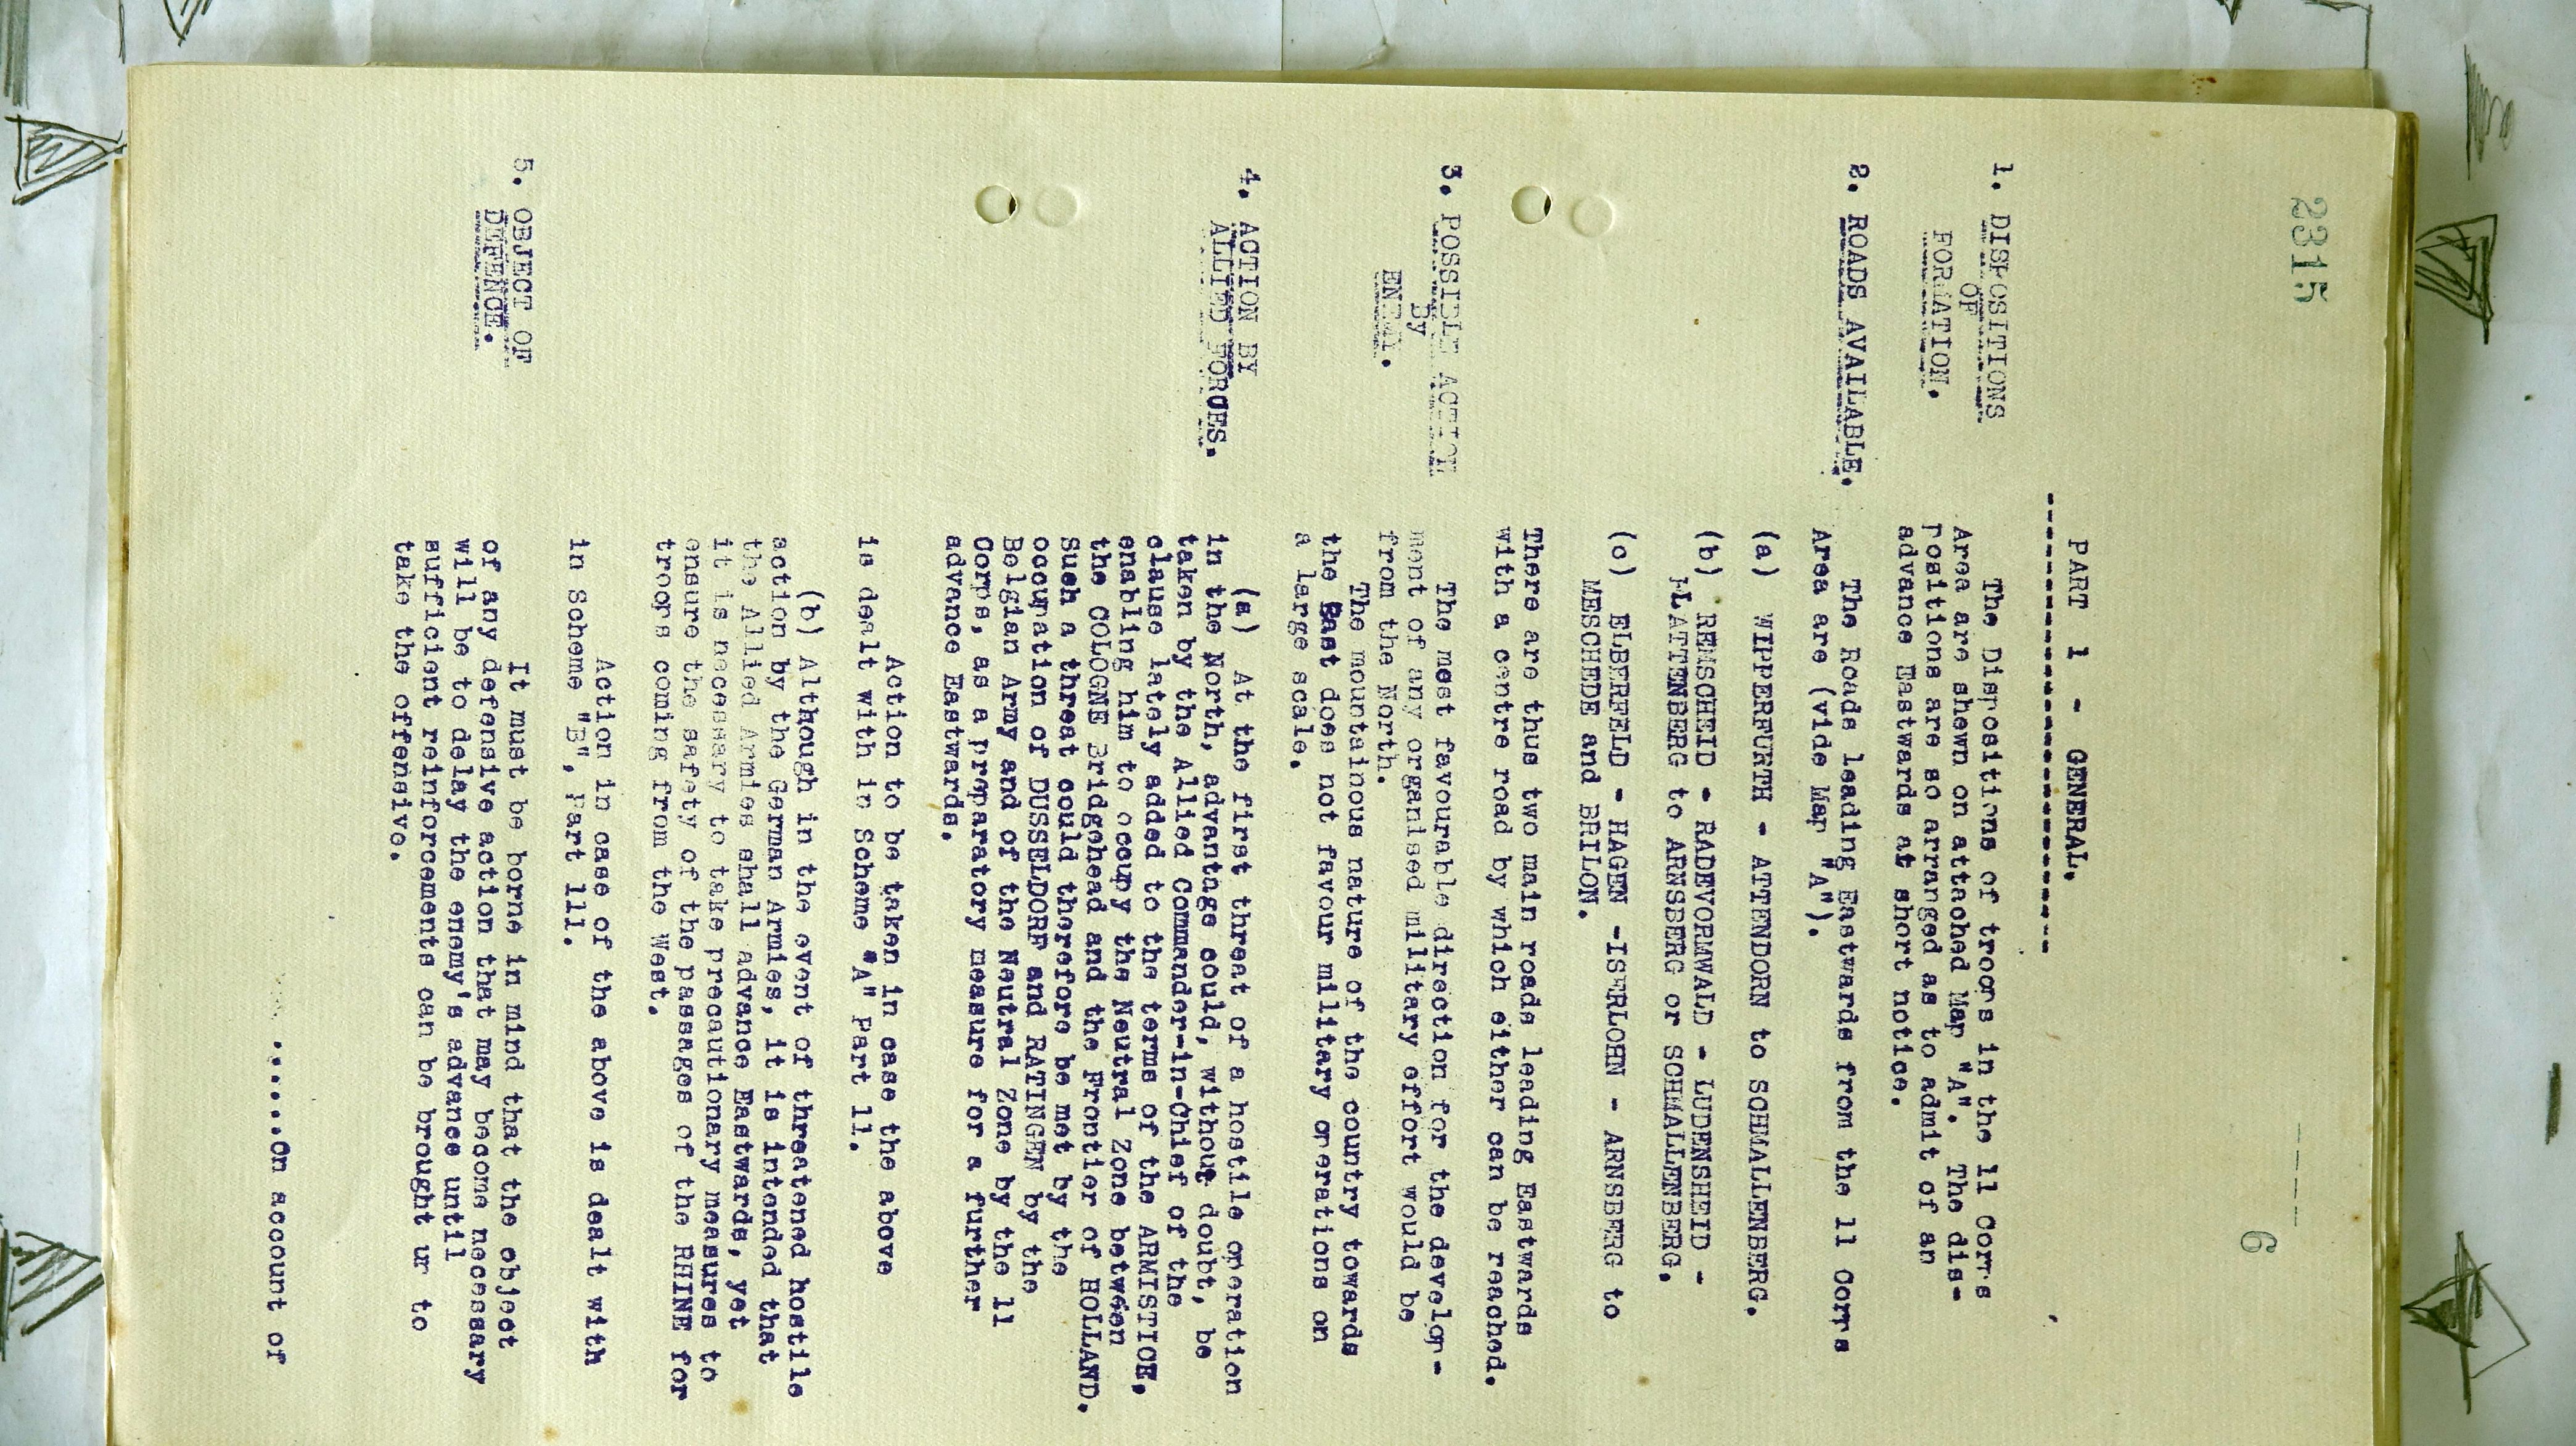 2315
6
PART 1 - GENERAL.
1. DISPOSITIONS
OF
FORMATION.
The Dispositions of troops in the 11 Corps
Area are shewn on attached Map "A". The dis-
positions are so arranged as to admit of an
advance Eastwards at short notice.
2. ROADS AVAILABLE.
The Roads leading Eastwards from the 11 Corps
Area are (vide Map "A").
(a) WIPPERFURTH - ATTENDORN to SCHMALLENBERG.
(b) REMSCHEID - RADEVORMWALD - LUDENSHEID -
PLATTENBERG to ARNSBERG or SCHMALLENBERG.
(c) ELBERFELD - HAGEN -ISERLOHN - ARNSBERG to
MESCHEDE and BRILON.
There are thus two main roads leading Eastwards
with a centre road by which either can be reached.
3. POSSIBLE ACTION
By
ENEMY.
The most favourable direction for the develop-
ment of any organised military effort would be
from the North.
The mountainous nature of the country towards
the East does not favour military operations on
a large scale.
4. ACTION BY
ALLIED FORCES.
(a) At the first threat of a hostile operation
in the North, advantage could, without doubt, be
taken by the Allied Commander-in-Chief of the
clause lately added to the terms of the ARMISTICE,
enabling him to occupy the Neutral Zone between
the COLOGNE Bridgehead and the Frontier of HOLLAND.
Such a threat could therefore be met by the
occupation of DUSSELDORF and RATINGEN by the
Belgian Army and of the Neutral Zone by the 11
Corps, as a preparatory measure for a further
advance Eastwards.
Action to be taken in case the above
is dealt with in Scheme "A" Part 11.
(b) Although in the event of threatened hostile
action by the German Armies, it is intended that
the Allied Armies shall advance Eastwards, yet
it is necessary to take precautionary measures to
ensure the safety of the passages of the RHINE for
troops coming from the West.
Action in case of the above is dealt with
in Scheme "B", Part 111.
5. OBJECT OF
DEFENCE.
It must be borne in mind that the object
of any defensive action that may become necessary
will be to delay the enemy's advance until
sufficient reinforcements can be brought up to
take the offensive.
......On account of